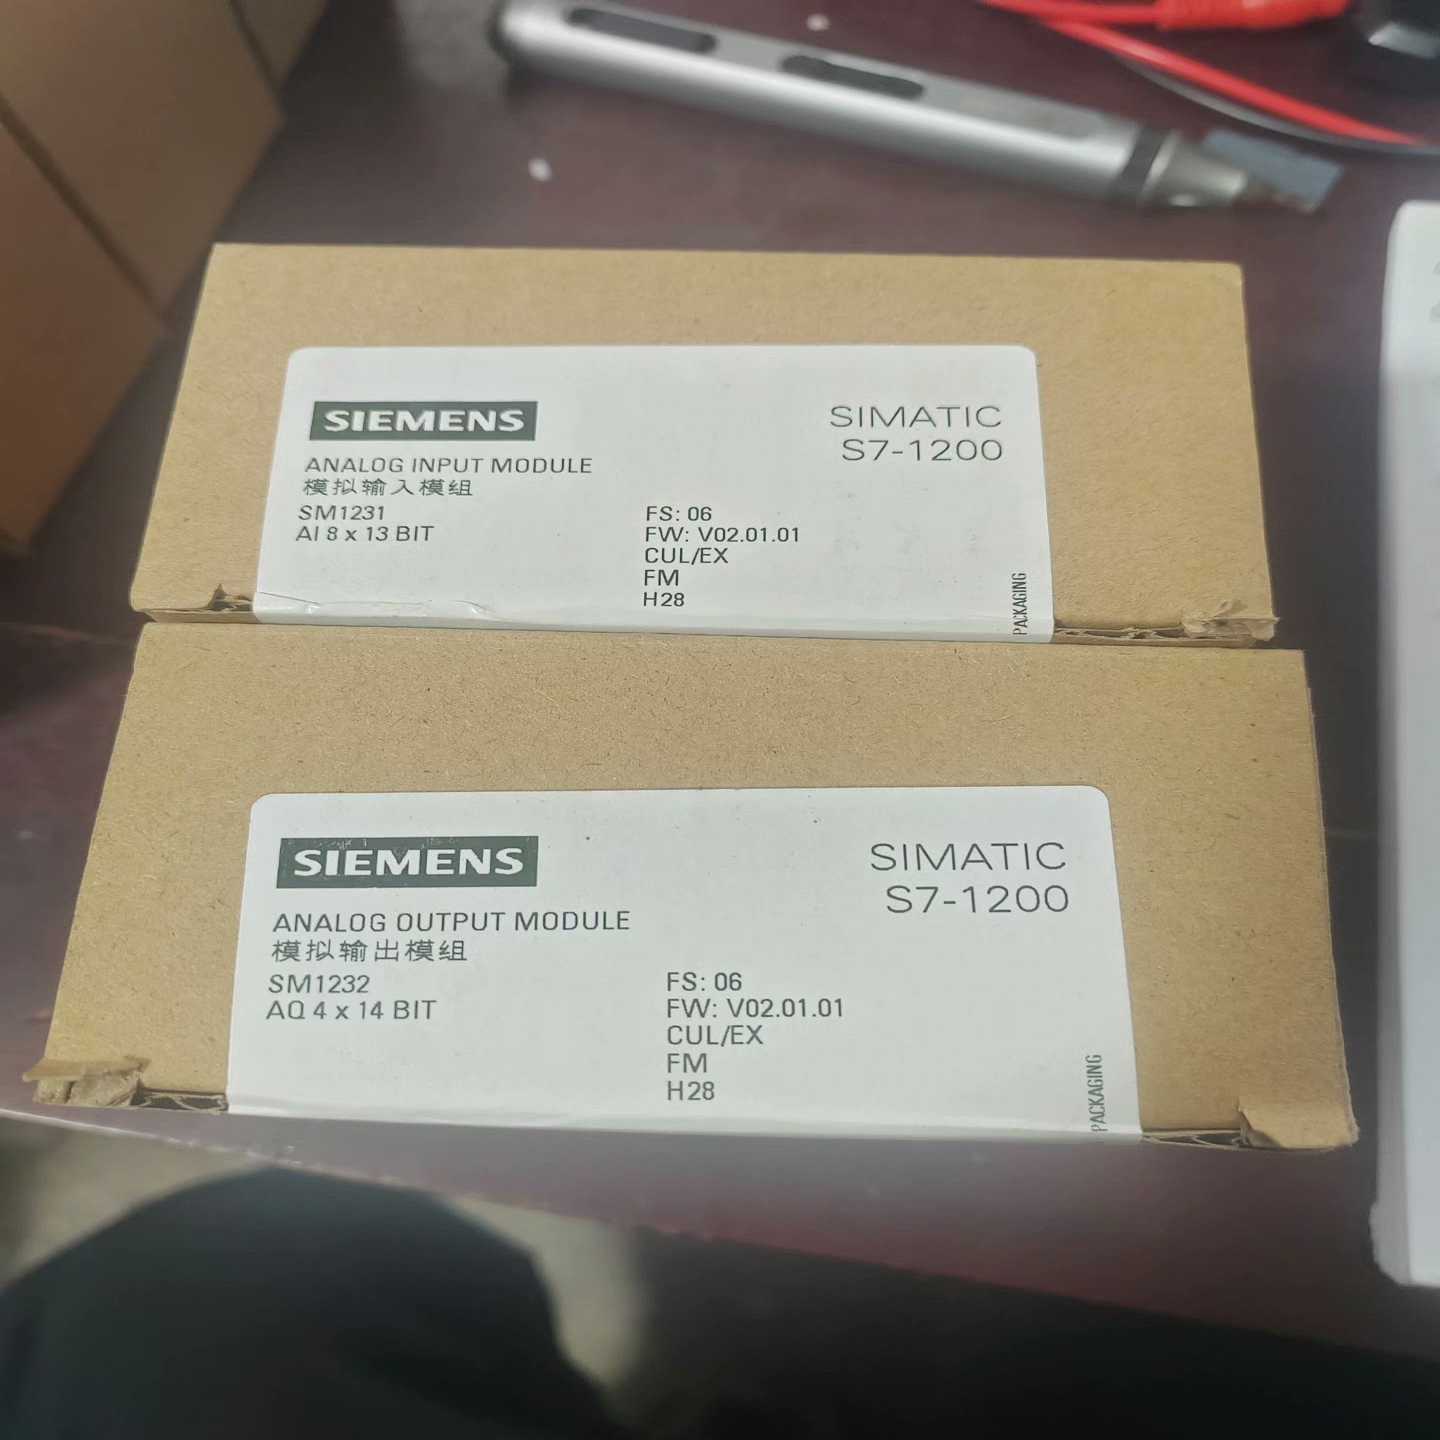 SIEMENS
SIMATIC
S7-1200
ANALOG INPUT MODULE
模拟输入模组
SM1231
AI 8 x 13 BIT
FS: 06
FW: V02.01.01
CUL/EX
FM
H28
PACKAGING
SIEMENS
SIMATIC
S7-1200
ANALOG OUTPUT MODULE
模拟输出模组
SM1232
AQ 4 x 14 BIT
FS: 06
FW: V02.01.01
CUL/EX
FM
H28
PACKAGING